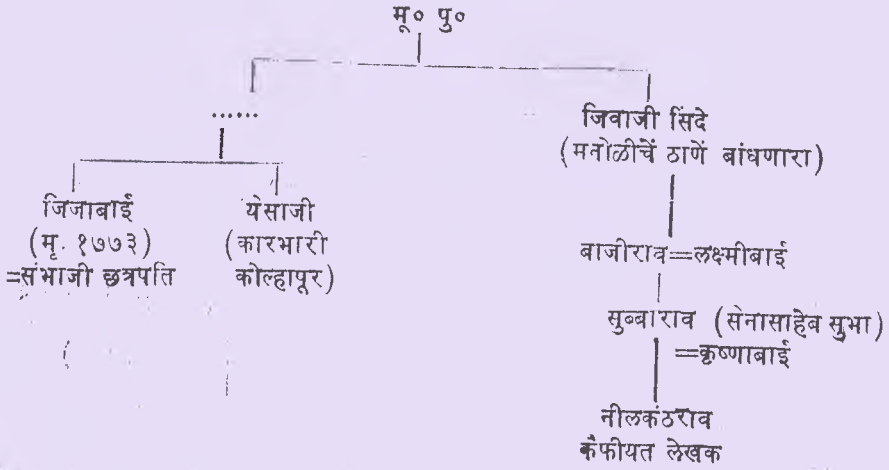 मू० पु०
......
जिजाबाई
(मृ. १७७३)
=संभाजी छत्रपति
येसाजी
(कारभारी
कोल्हापूर)
जिवाजी सिंदे
(मनोळीचें ठाणें बांधणारा)
बाजीराव=लक्ष्मीबाई
सुब्बाराव (सेनासाहेब सुभा)
=कृष्णाबाई
नीलकंठराव
कैफीयत लेखक